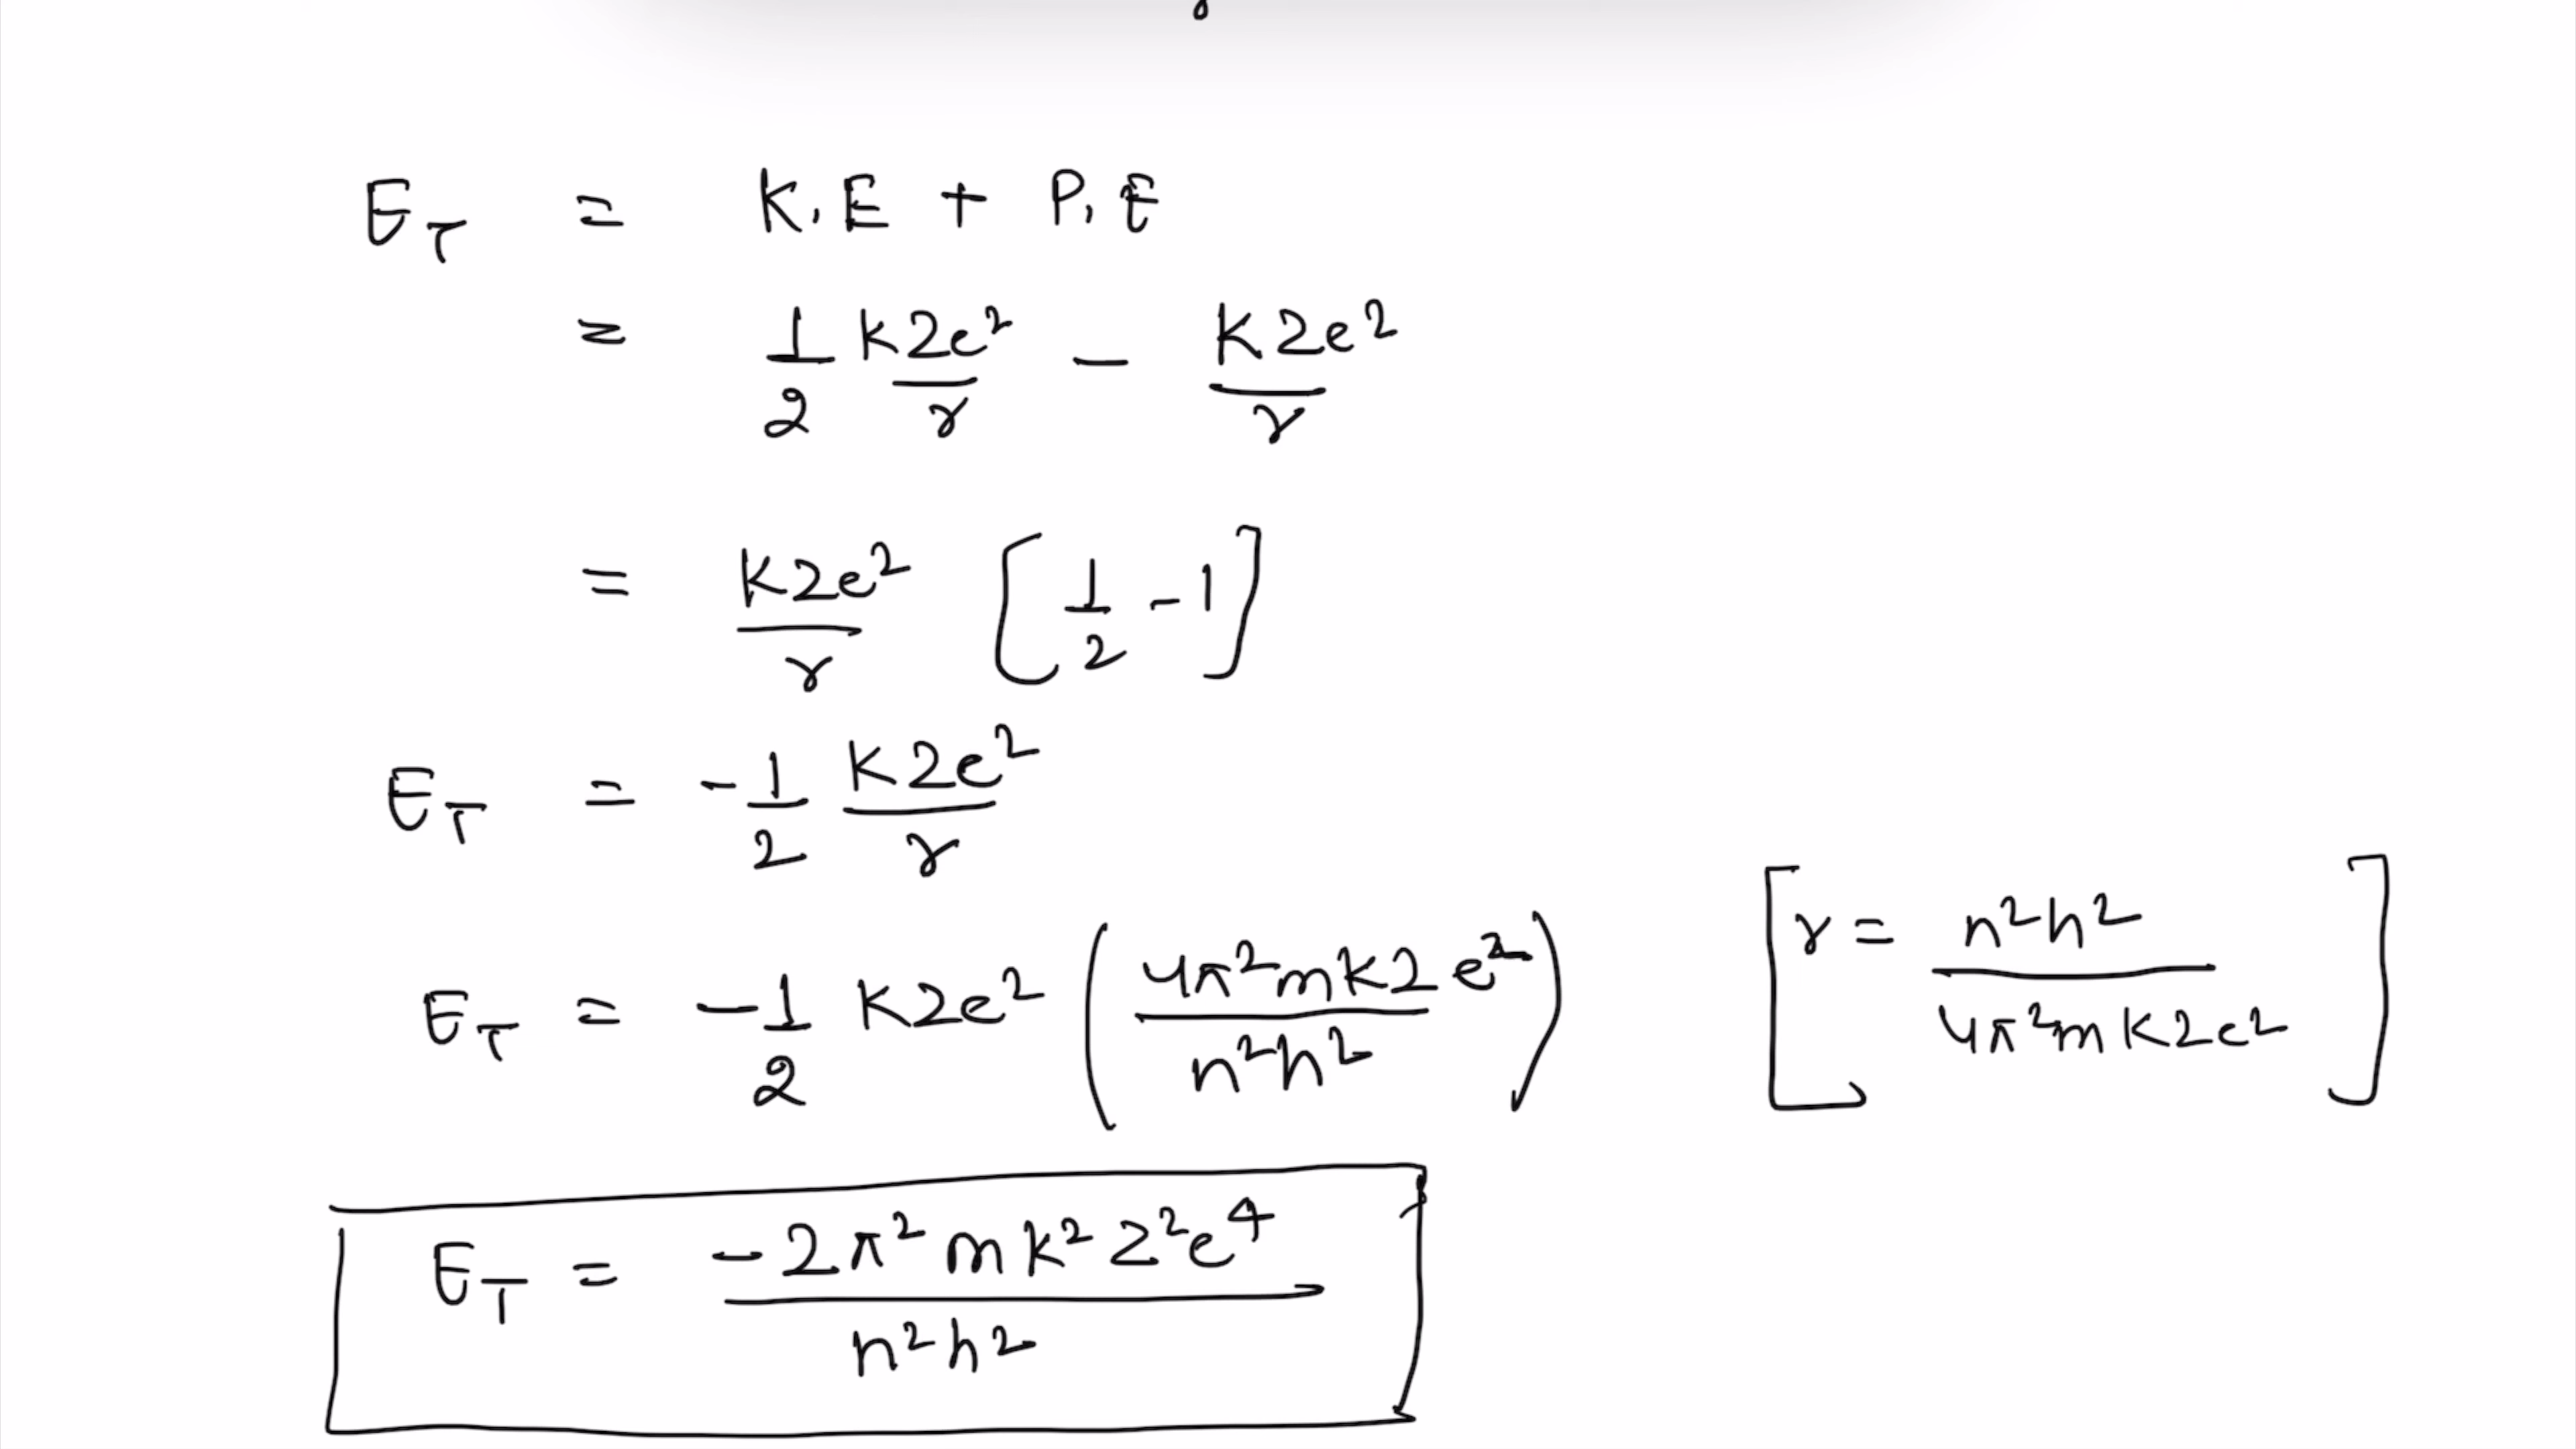 E_T = K.E + P.E
= 1/2 KZe²/r - KZe²/r
= KZe²/r [1/2 - 1]
E_T = -1/2 KZe²/r
[r = n²h²/4π²mKZe²]
E_T = -1/2 KZe² (4π²mKZe²/n²h²)
E_T = -2π²mk²Z²e⁴/n²h²